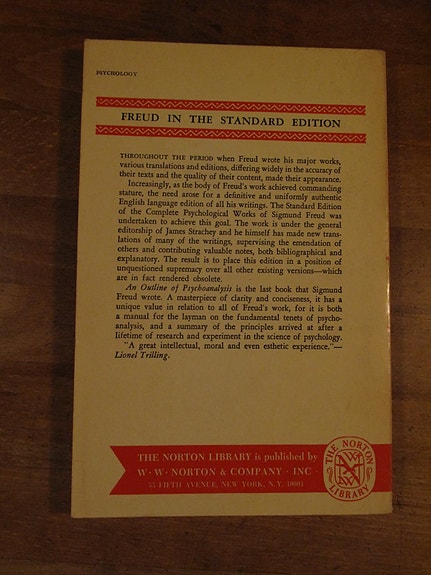 PSYCHOLOGY
FREUD IN THE STANDARD EDITION
THROUGHOUT THE PERIOD when Freud wrote his major works,
various translations and editions, differing widely in the accuracy of
their texts and the quality of their content, made their appearance.
Increasingly, as the body of Freud's work achieved commanding
stature, the need arose for a definitive and uniformly authentic
English language edition of all his writings. The Standard Edition
of the Complete Psychological Works of Sigmund Freud was
undertaken to achieve this goal. The work is under the general
editorship of James Strachey and he himself has made new trans-
lations of many of the writings, supervising the emendation of
others and contributing valuable notes, both bibliographical and
explanatory. The result is to place this edition in a position of
unquestioned supremacy over all other existing versions—which
are in fact rendered obsolete.
An Outline of Psychoanalysis is the last book that Sigmund
Freud wrote. A masterpiece of clarity and conciseness, it has a
unique value in relation to all of Freud's work, for it is both
a manual for the layman on the fundamental tenets of psycho-
analysis, and a summary of the principles arrived at after a
lifetime of research and experiment in the science of psychology.
"A great intellectual, moral and even esthetic experience."—
Lionel Trilling.
THE NORTON LIBRARY is published by
W · W · NORTON & COMPANY · INC ·
55 FIFTH AVENUE, NEW YORK, N.Y. 10003
THE NORTON
WWN
LIBRARY